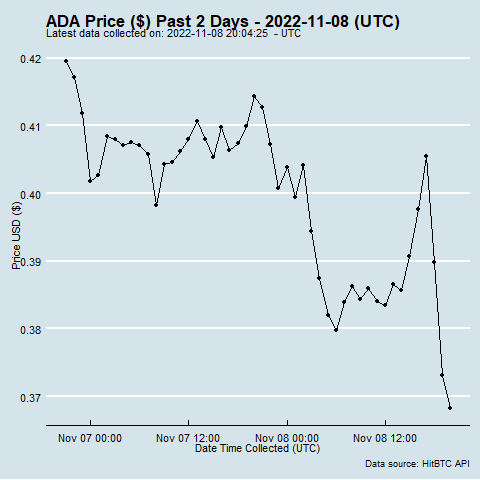 ADA Price ($) Past 2 Days - 2022-11-08 (UTC)
Latest data collected on: 2022-11-08 20:04:25 - UTC
0.42
0.41
0.40
0.39
0.38
0.37
Price USD ($)
Nov 07 00:00 Nov 07 12:00 Nov 08 00:00 Nov 08 12:00
Date Time Collected (UTC)
Data source: HitBTC API